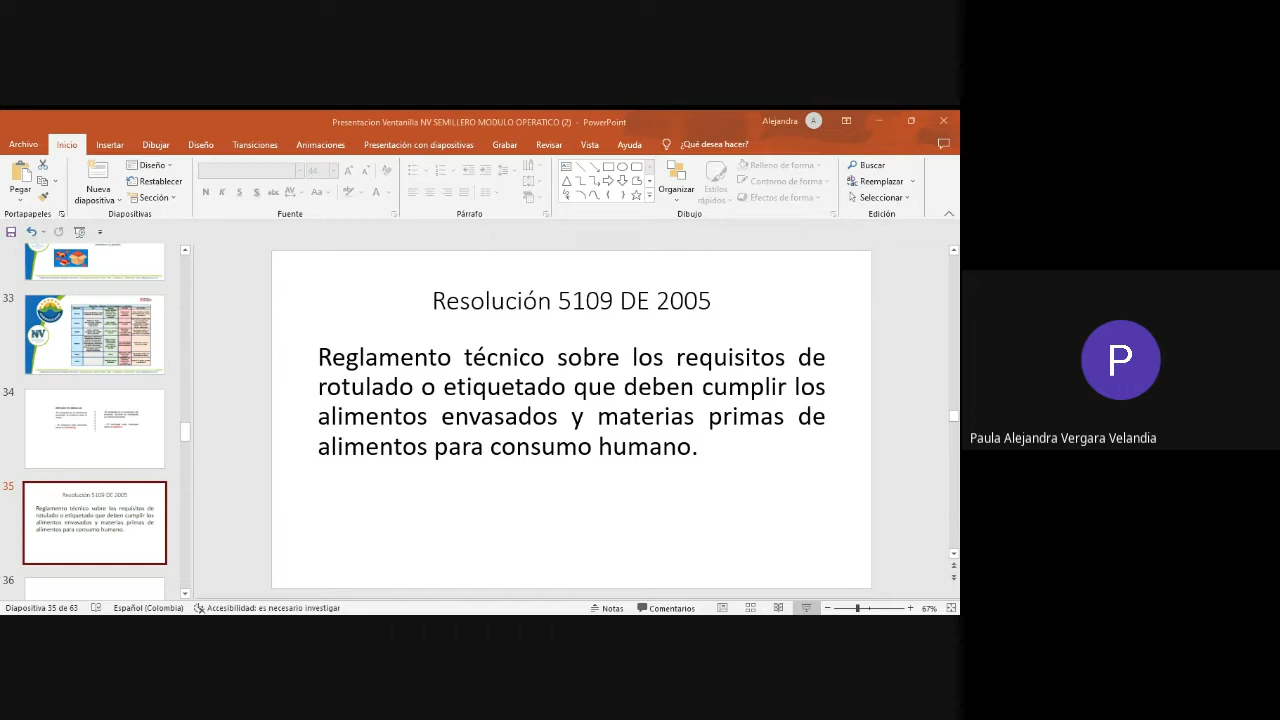 Presentacion Ventanilla NV SEMILLERO MODULO OPERATICO (2) - PowerPoint
Alejandra
A
Archivo
Inicio
Insertar
Dibujar
Diseño
Transiciones
Animaciones
Presentación con diapositivas
Grabar
Revisar
Vista
Ayuda
¿Qué desea hacer?
Pegar
Nueva
diapositiva
Diseño
Restablecer
Sección
44
N K S S abc AV Aa A
Organizar
Estilos
rápidos
Relleno de forma
Contorno de forma
Efectos de forma
Buscar
Reemplazar
Seleccionar
Portapapeles
Diapositivas
Fuente
Párrafo
Dibujo
Edición
33
NV
34
35
Resolución 5109 DE 2005
Reglamento técnico sobre los requisitos de
rotulado o etiquetado que deben cumplir los
alimentos envasados y materias primas de
alimentos para consumo humano.
36
Resolución 5109 DE 2005
Reglamento técnico sobre los requisitos de
rotulado o etiquetado que deben cumplir los
alimentos envasados y materias primas de
alimentos para consumo humano.
P
Paula Alejandra Vergara Velandia
Diapositiva 35 de 63
Español (Colombia)
Accesibilidad: es necesario investigar
Notas
Comentarios
67%